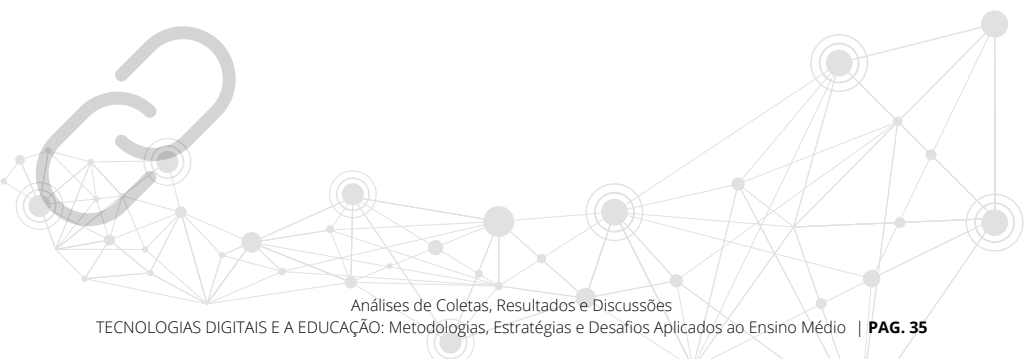 Análises de Coletas, Resultados e Discussões
TECNOLOGIAS DIGITAIS E A EDUCAÇÃO: Metodologias, Estratégias e Desafios Aplicados ao Ensino Médio | PAG. 35